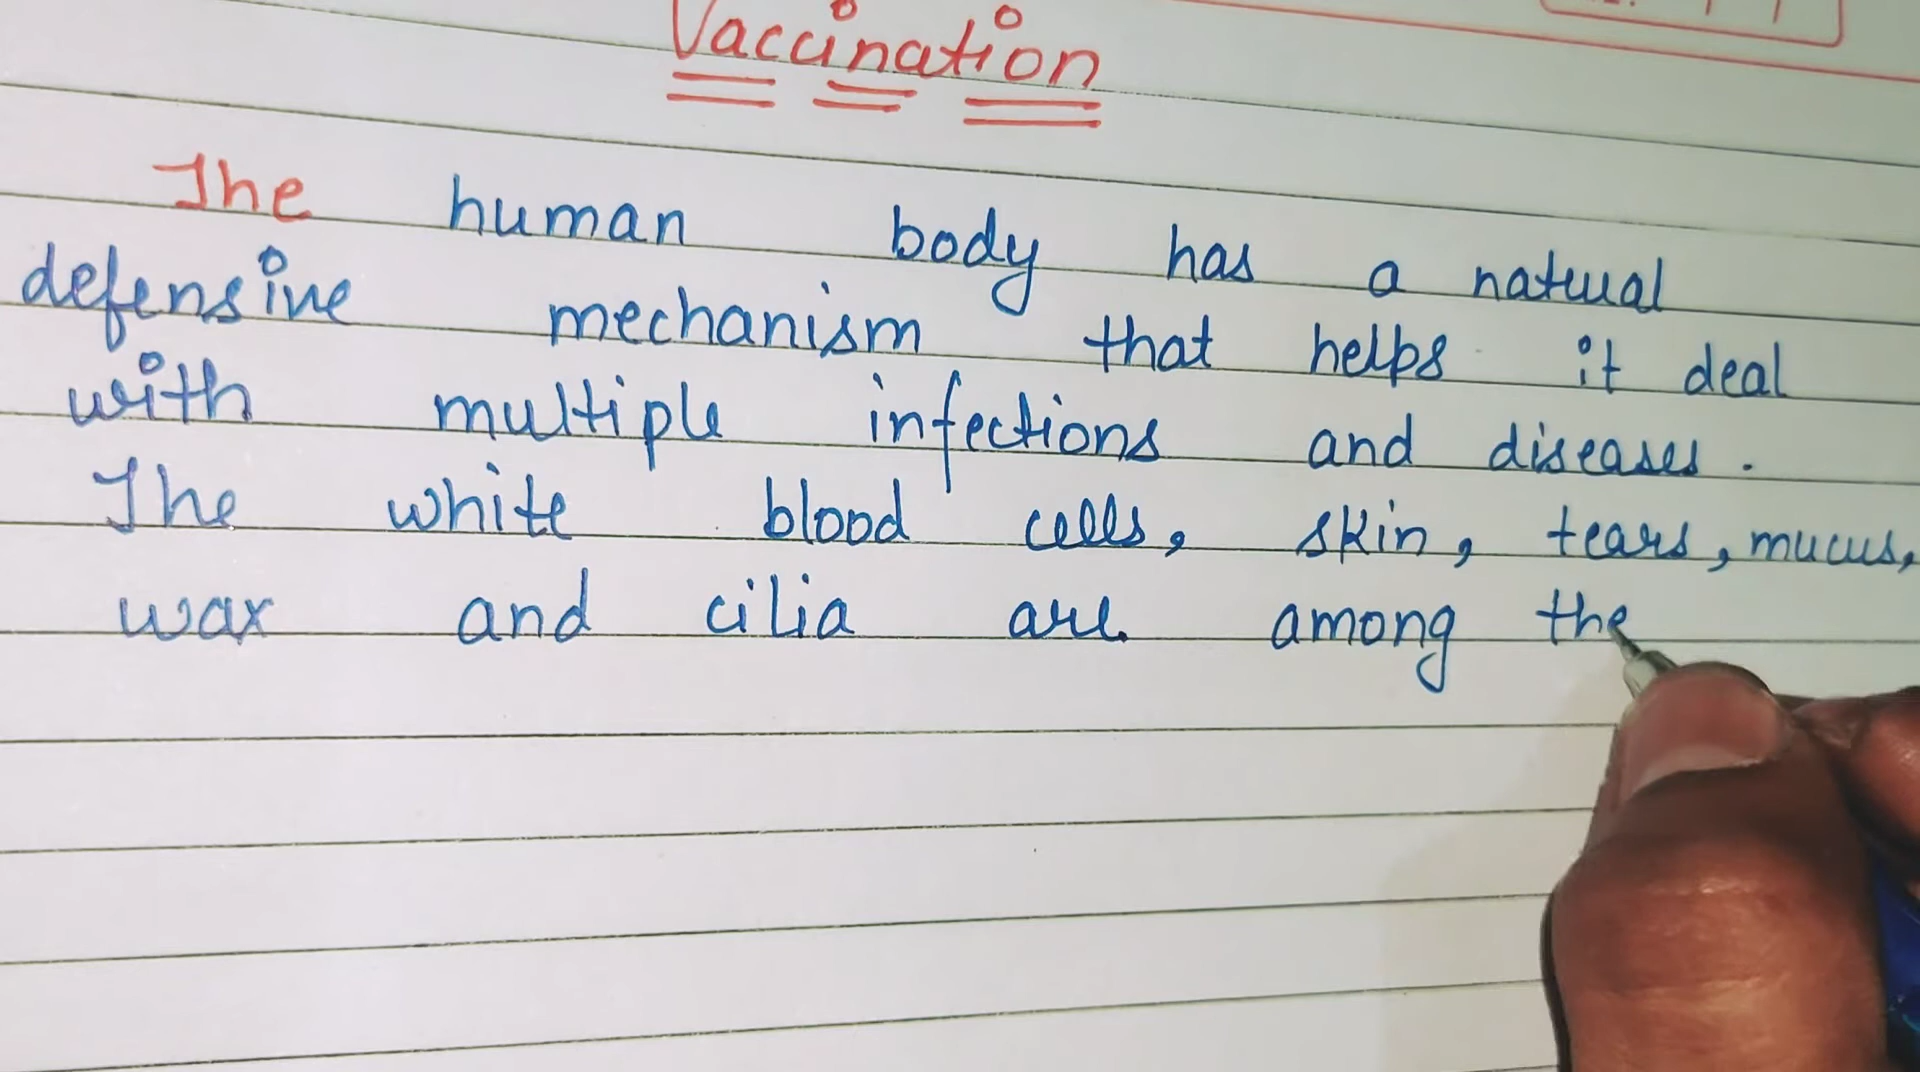 Vaccination
The human body has a natural
defensive mechanism that helps it deal
with multiple infections and diseases.
The white blood cells, skin, tears, mucus,
wax and cilia are among the